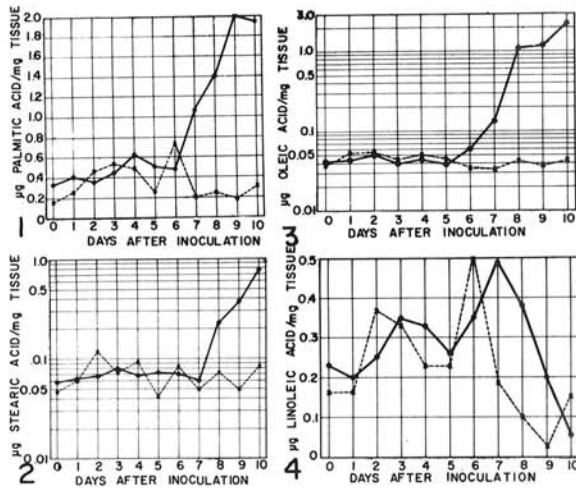 µg PALMITIC ACID/mg TISSUE
2.0
1.8
1.6
1.4
1.2
1.0
0.8
0.6
0.4
0.2
0
0 1 2 3 4 5 6 7 8 9 10
DAYS AFTER INOCULATION
1
µg OLEIC ACID/mg TISSUE
1.0
0.5
0.1
0.05
0.01
0 1 2 3 4 5 6 7 8 9 10
DAYS AFTER INOCULATION
3
µg STEARIC ACID/mg TISSUE
1.0
0.5
0.10
0.05
0.01
0 1 2 3 4 5 6 7 8 9 10
DAYS AFTER INOCULATION
2
µg LINOLEIC ACID/mg TISSUE
0.5
0.4
0.3
0.2
0.1
0
0 1 2 3 4 5 6 7 8 9 10
DAYS AFTER INOCULATION
4